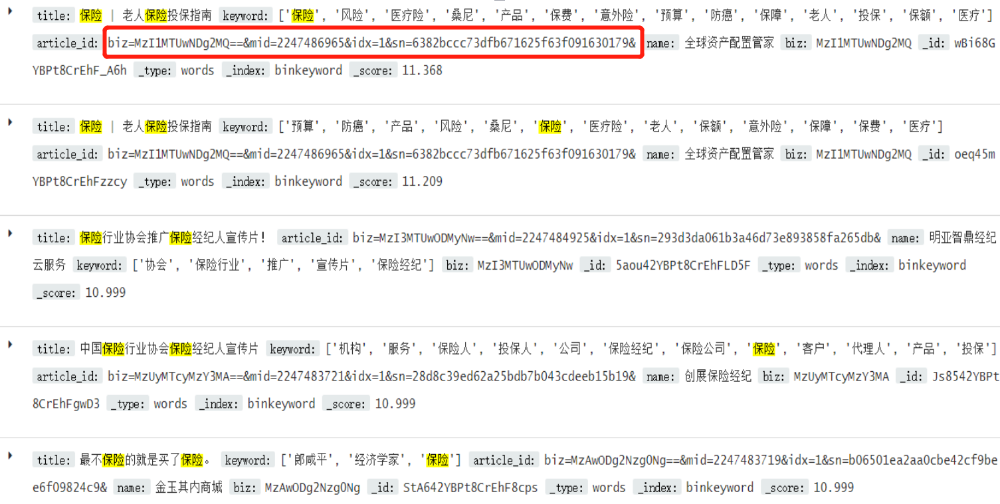 title: 保险 | 老人保险投保指南 keyword: ['保险', '风险', '医疗险', '桑尼', '产品', '保费', '意外险', '预算', '防癌', '保障', '老人', '投保', '保额', '医疗']
article_id: biz=MzI1MTUwNDg2MQ==&mid=2247486965&idx=1&sn=6382bccc73dfb671625f63f091630179& name: 全球资产配置管家 biz: MzI1MTUwNDg2MQ _id: wBi68G
YBPt8CrEhF_A6h _type: words _index: binkeyword _score: 11.368
title: 保险 | 老人保险投保指南 keyword: ['预算', '防癌', '产品', '风险', '桑尼', '保险', '医疗险', '老人', '保额', '意外险', '保障', '保费', '医疗']
article_id: biz=MzI1MTUwNDg2MQ==&mid=2247486965&idx=1&sn=6382bccc73dfb671625f63f091630179& name: 全球资产配置管家 biz: MzI1MTUwNDg2MQ _id: oeq45m
YBPt8CrEhFzzcy _type: words _index: binkeyword _score: 11.209
title: 保险行业协会推广保险经纪人宣传片! article_id: biz=MzI3MTUwODMyNw==&mid=2247484925&idx=1&sn=293d3da061b3a46d73e893858fa265db& name: 明亚智鼎经纪
云服务 keyword: ['协会', '保险行业', '推广', '宣传片', '保险经纪'] biz: MzI3MTUwODMyNw _id: 5aou42YBPt8CrEhFLD5F _type: words _index: binkeyword
_score: 10.999
title: 中国保险行业协会保险经纪人宣传片 keyword: ['机构', '服务', '保险人', '投保人', '公司', '保险经纪', '保险公司', '保险', '客户', '代理人', '产品', '投保']
article_id: biz=MzUyMTcyMzY3MA==&mid=2247483721&idx=1&sn=28d8c39ed62a25bdb7b043cdeeb15b19& name: 创展保险经纪 biz: MzUyMTcyMzY3MA _id: Js8542YBPt
8CrEhFgwD3 _type: words _index: binkeyword _score: 10.999
title: 最不保险的就是买了保险。 keyword: ['郎咸平', '经济学家', '保险'] article_id: biz=MzAwODg2NzgONg==&mid=2247483719&idx=1&sn=b06501ea2aa0cbe42cf9be
e6f09824c9& name: 金玉其内商城 biz: MzAwODg2NzgONg _id: StA642YBPt8CrEhF8cps _type: words _index: binkeyword _score: 10.999